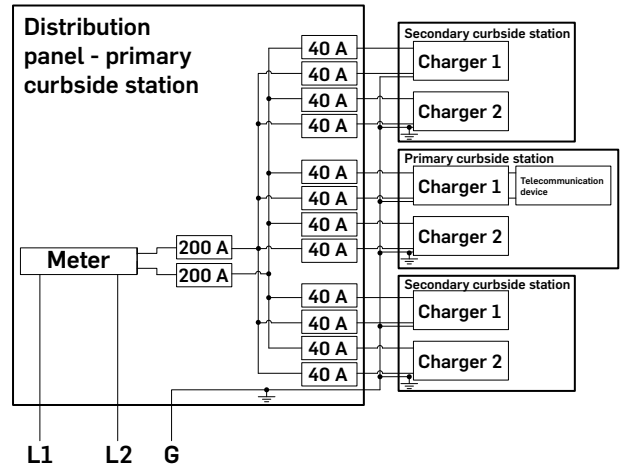 Distribution
panel - primary
curbside station
40 A
40 A
40 A
40 A
Secondary curbside station
Charger 1
Charger 2
40 A
40 A
40 A
40 A
Primary curbside station
Charger 1
Telecommunication
device
Charger 2
Meter
200 A
200 A
40 A
40 A
40 A
40 A
Secondary curbside station
Charger 1
Charger 2
L1 L2 G